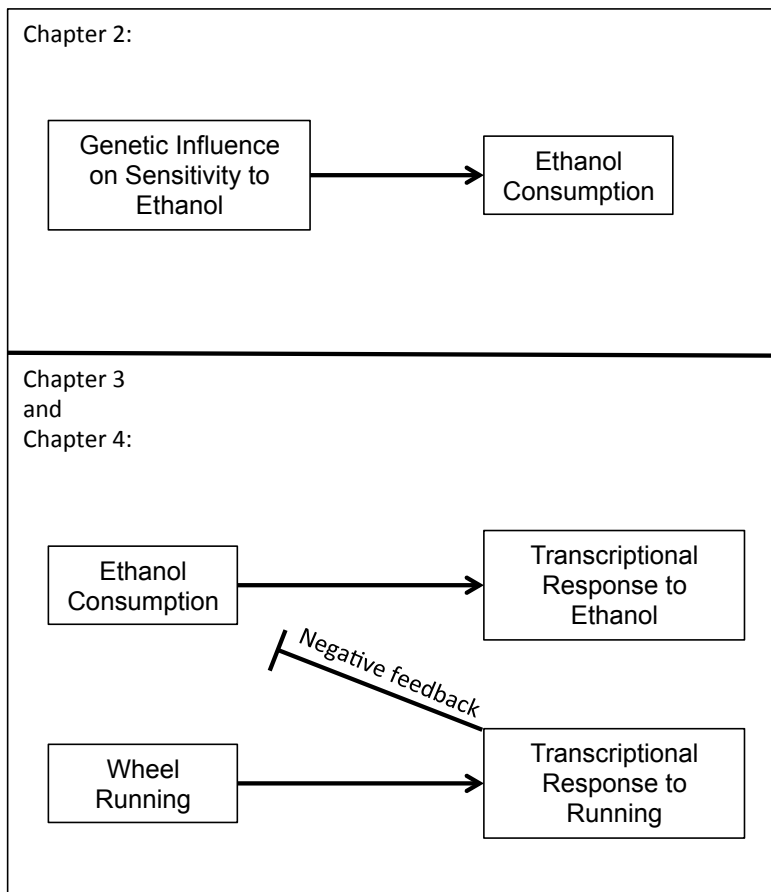 Chapter 2:
Genetic Influence
on Sensitivity to
Ethanol
Ethanol
Consumption
Chapter 3
and
Chapter 4:
Ethanol
Consumption
Transcriptional
Response to
Ethanol
Negative feedback
Wheel
Running
Transcriptional
Response to
Running